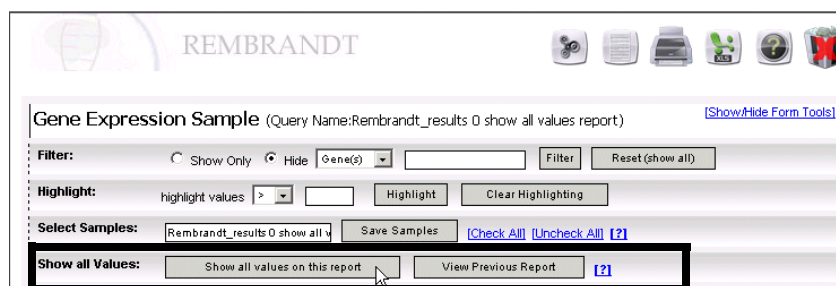 REMBRANDT
XLS ?
Gene Expression Sample (Query Name:Rembrandt_results 0 show all values report) [Show/Hide Form Tools]
Filter: Show Only Hide Gene(s) Filter Reset (show all)
Highlight: highlight values > Highlight Clear Highlighting
Select Samples: Rembrandt_results 0 show all v Save Samples [Check All] [Uncheck All] [?]
Show all Values: Show all values on this report View Previous Report [?]